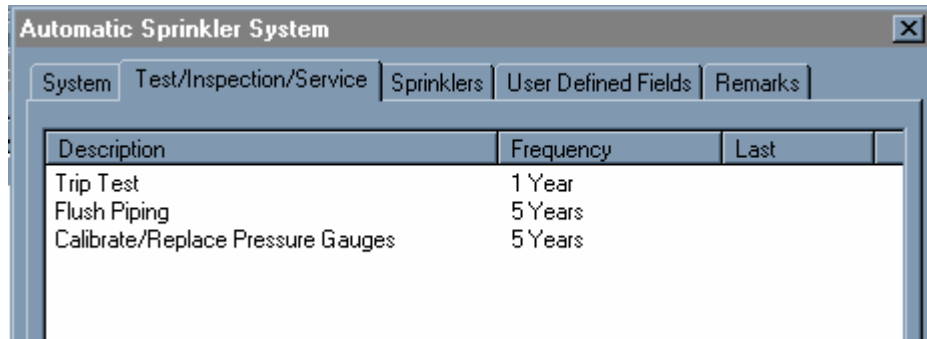 Automatic Sprinkler System
System Test/Inspection/Service Sprinklers User Defined Fields Remarks
Description Frequency Last
Trip Test 1 Year
Flush Piping 5 Years
Calibrate/Replace Pressure Gauges 5 Years